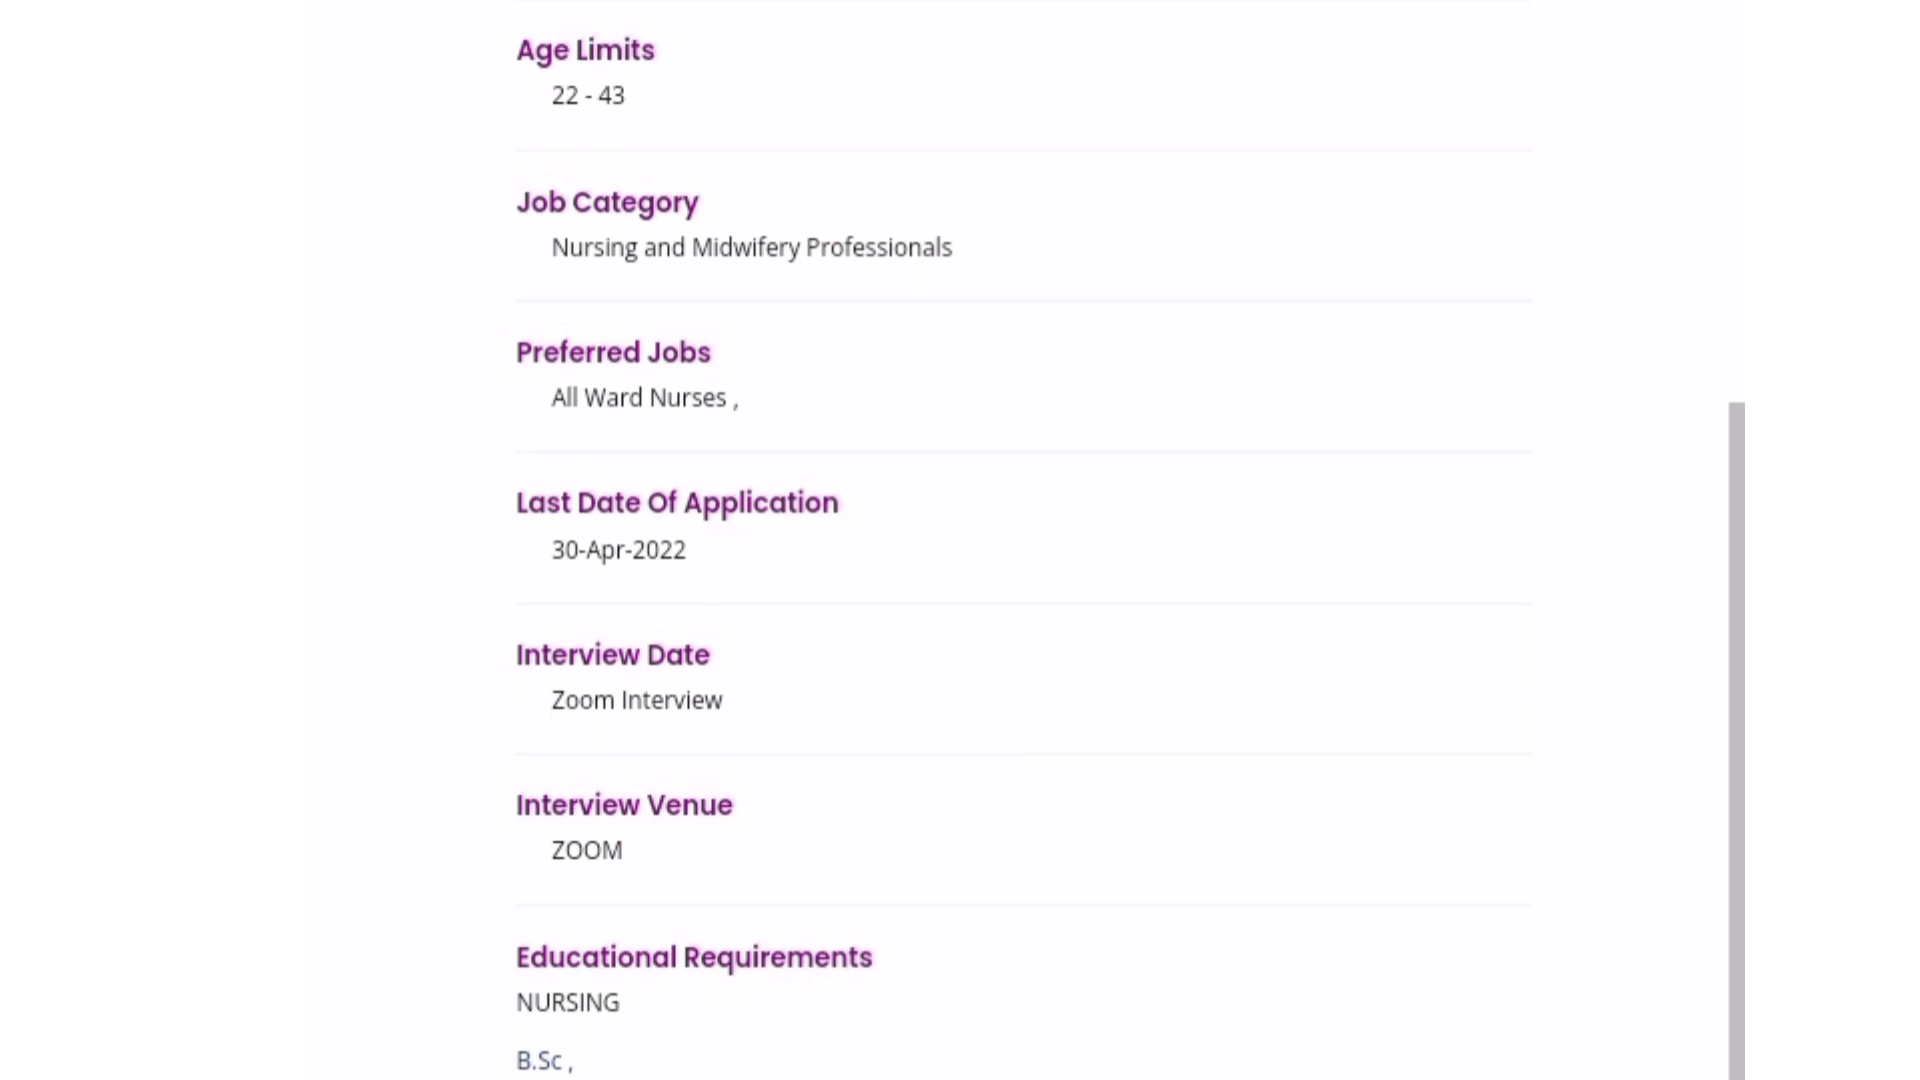 Age Limits
22 - 43
Job Category
Nursing and Midwifery Professionals
Preferred Jobs
All Ward Nurses ,
Last Date Of Application
30-Apr-2022
Interview Date
Zoom Interview
Interview Venue
ZOOM
Educational Requirements
NURSING
B.Sc ,